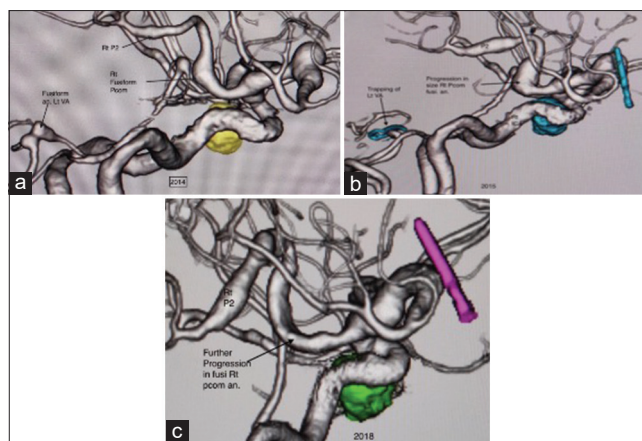 Rt P2
Rt
Fusiform
Pcom
Fusiform
an. Lt VA
2014
a
Progression in
size Rt Pcom
fusi. an.
Trapping of
Lt VA
b
Rt
P2
Further
Progression
in fusi Rt
pcom an.
2018
c